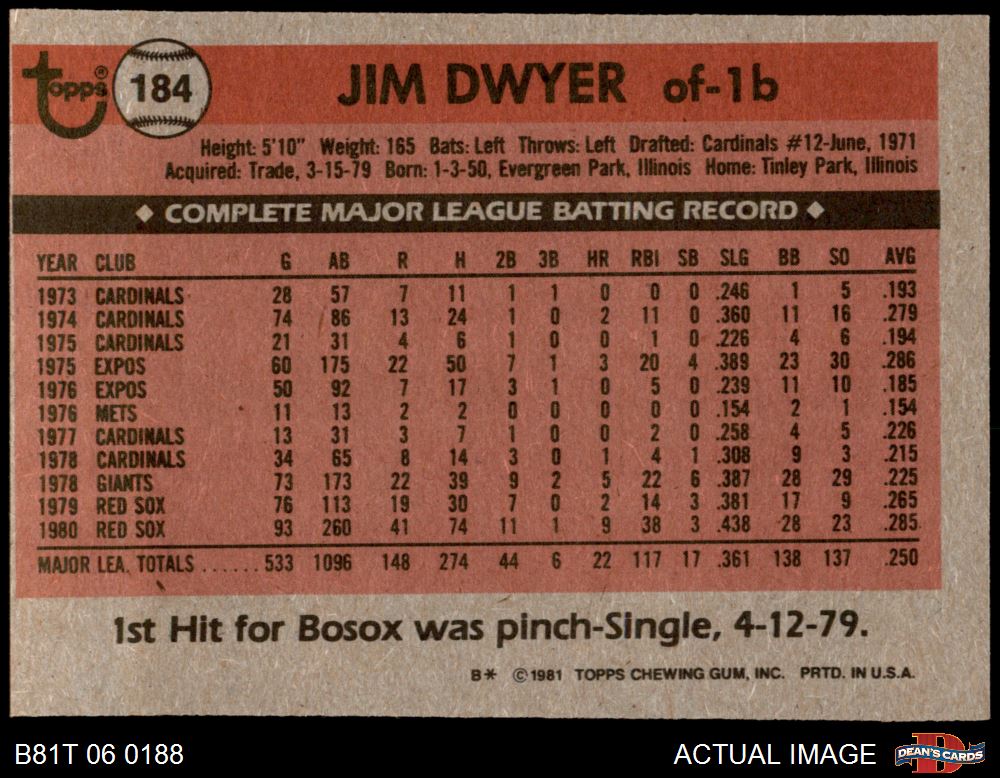 topps® 184 JIM DWYER of-1b
Height: 5'10" Weight: 165 Bats: Left Throws: Left Drafted: Cardinals #12-June, 1971
Acquired: Trade, 3-15-79 Born: 1-3-50, Evergreen Park, Illinois Home: Tinley Park, Illinois
◆ COMPLETE MAJOR LEAGUE BATTING RECORD ◆
YEAR CLUB G AB R H 2B 3B HR RBI SB SLG BB SO AVG
1973 CARDINALS 28 57 7 11 1 1 0 0 0 .246 1 5 .193
1974 CARDINALS 74 86 13 24 1 0 2 11 0 .360 11 16 .279
1975 CARDINALS 21 31 4 6 1 0 0 1 0 .226 4 6 .194
1975 EXPOS 60 175 22 50 7 1 3 20 4 .389 23 30 .286
1976 EXPOS 50 92 7 17 3 1 0 5 0 .239 11 10 .185
1976 METS 11 13 2 2 0 0 0 0 0 .154 2 1 .154
1977 CARDINALS 13 31 3 7 1 0 0 2 0 .258 4 5 .226
1978 CARDINALS 34 65 8 14 3 0 1 4 1 .308 9 3 .215
1978 GIANTS 73 173 22 39 9 2 5 22 6 .387 28 29 .225
1979 RED SOX 76 113 19 30 7 0 2 14 3 .381 17 9 .265
1980 RED SOX 93 260 41 74 11 1 9 38 3 .438 28 23 .285
MAJOR LEA. TOTALS ...... 533 1096 148 274 44 6 22 117 17 .361 138 137 .250
1st Hit for Bosox was pinch-Single, 4-12-79.
B* © 1981 TOPPS CHEWING GUM, INC. PRTD. IN U.S.A.
B81T 06 0188 ACTUAL IMAGE DEAN'S CARDS